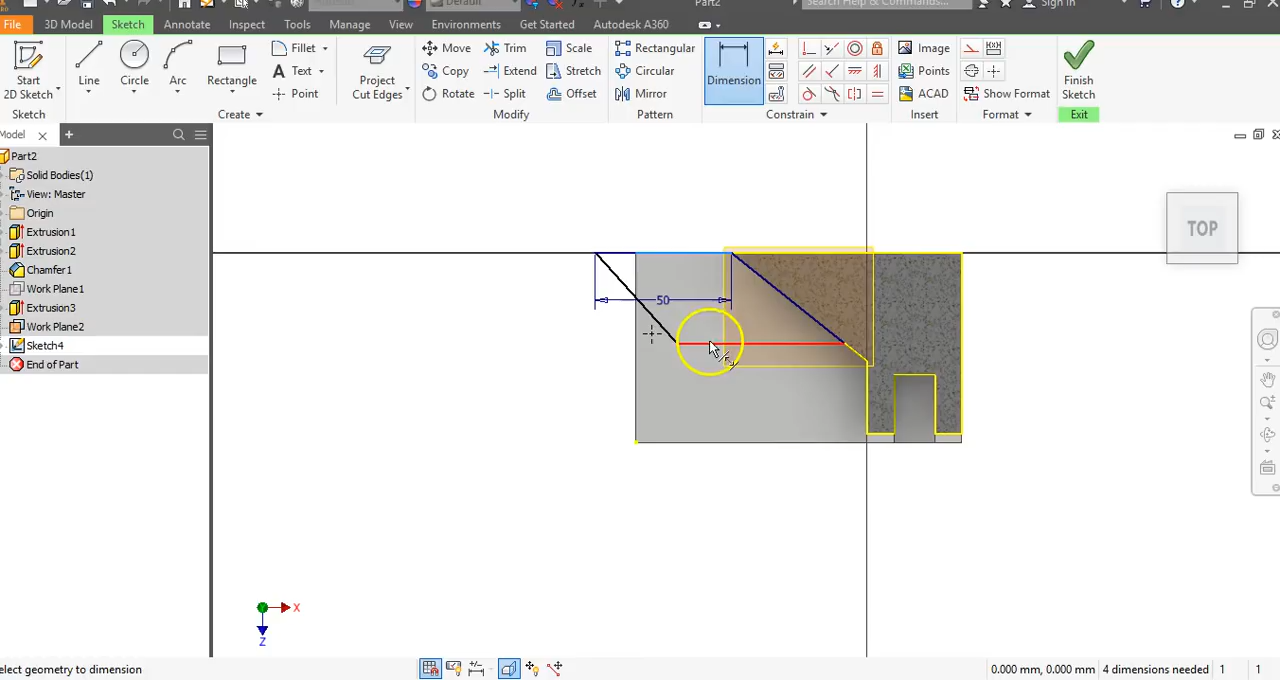 Part2
Sign In
File 3D Model Sketch Annotate Inspect Tools Manage View Environments Get Started Autodesk A360
Start
2D Sketch
Line
Circle
Arc
Rectangle
Fillet
Text
Point
Project
Cut Edges
Move
Copy
Rotate
Trim
Extend
Split
Scale
Stretch
Offset
Rectangular
Circular
Mirror
Dimension
Image
Points
ACAD
Show Format
Finish
Sketch
Sketch
Create
Modify
Pattern
Constrain
Insert
Format
Exit
Model
Part2
Solid Bodies(1)
View: Master
Origin
Extrusion1
Extrusion2
Chamfer1
Work Plane1
Extrusion3
Work Plane2
Sketch4
End of Part
TOP
50
X
Z
elect geometry to dimension
0.000 mm, 0.000 mm 4 dimensions needed 1 1